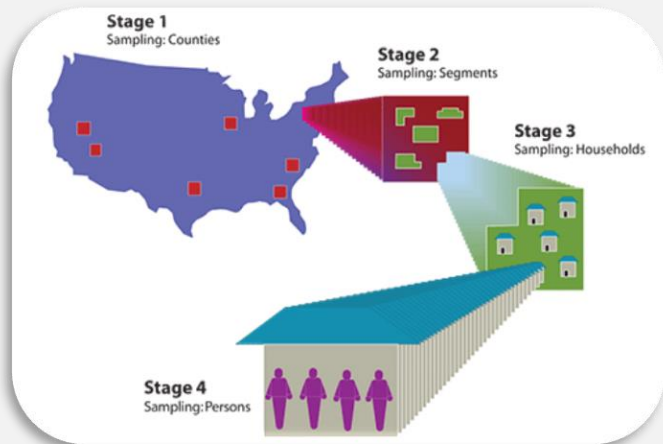 Stage 1
Sampling: Counties
Stage 2
Sampling: Segments
Stage 3
Sampling: Households
Stage 4
Sampling: Persons